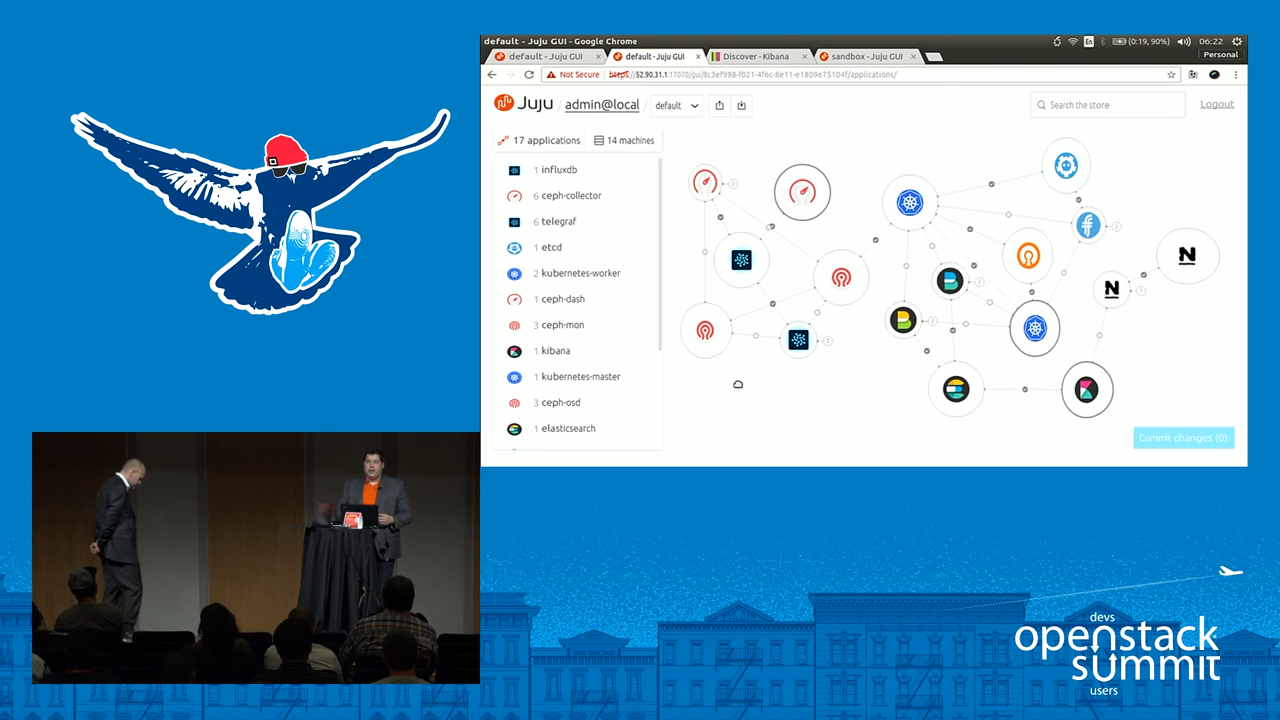 default - Juju GUI - Google Chrome
En
(0:19, 90%)
06:22
default - Juju GUI
default - Juju GUI
Discover - Kibana
sandbox - Juju GUI
Personal
Not Secure
https://52.90.31.1:17070/gui/8c3ef998-f021-4f6c-8e11-e1809e75104f/applications/
JUJU / admin@local / default
Search the store
Logout
17 applications
14 machines
1 influxdb
6 ceph-collector
6 telegraf
1 etcd
2 kubernetes-worker
1 ceph-dash
3 ceph-mon
1 kibana
1 kubernetes-master
3 ceph-osd
1 elasticsearch
Commit changes (0)
devs
openstack
summit
users